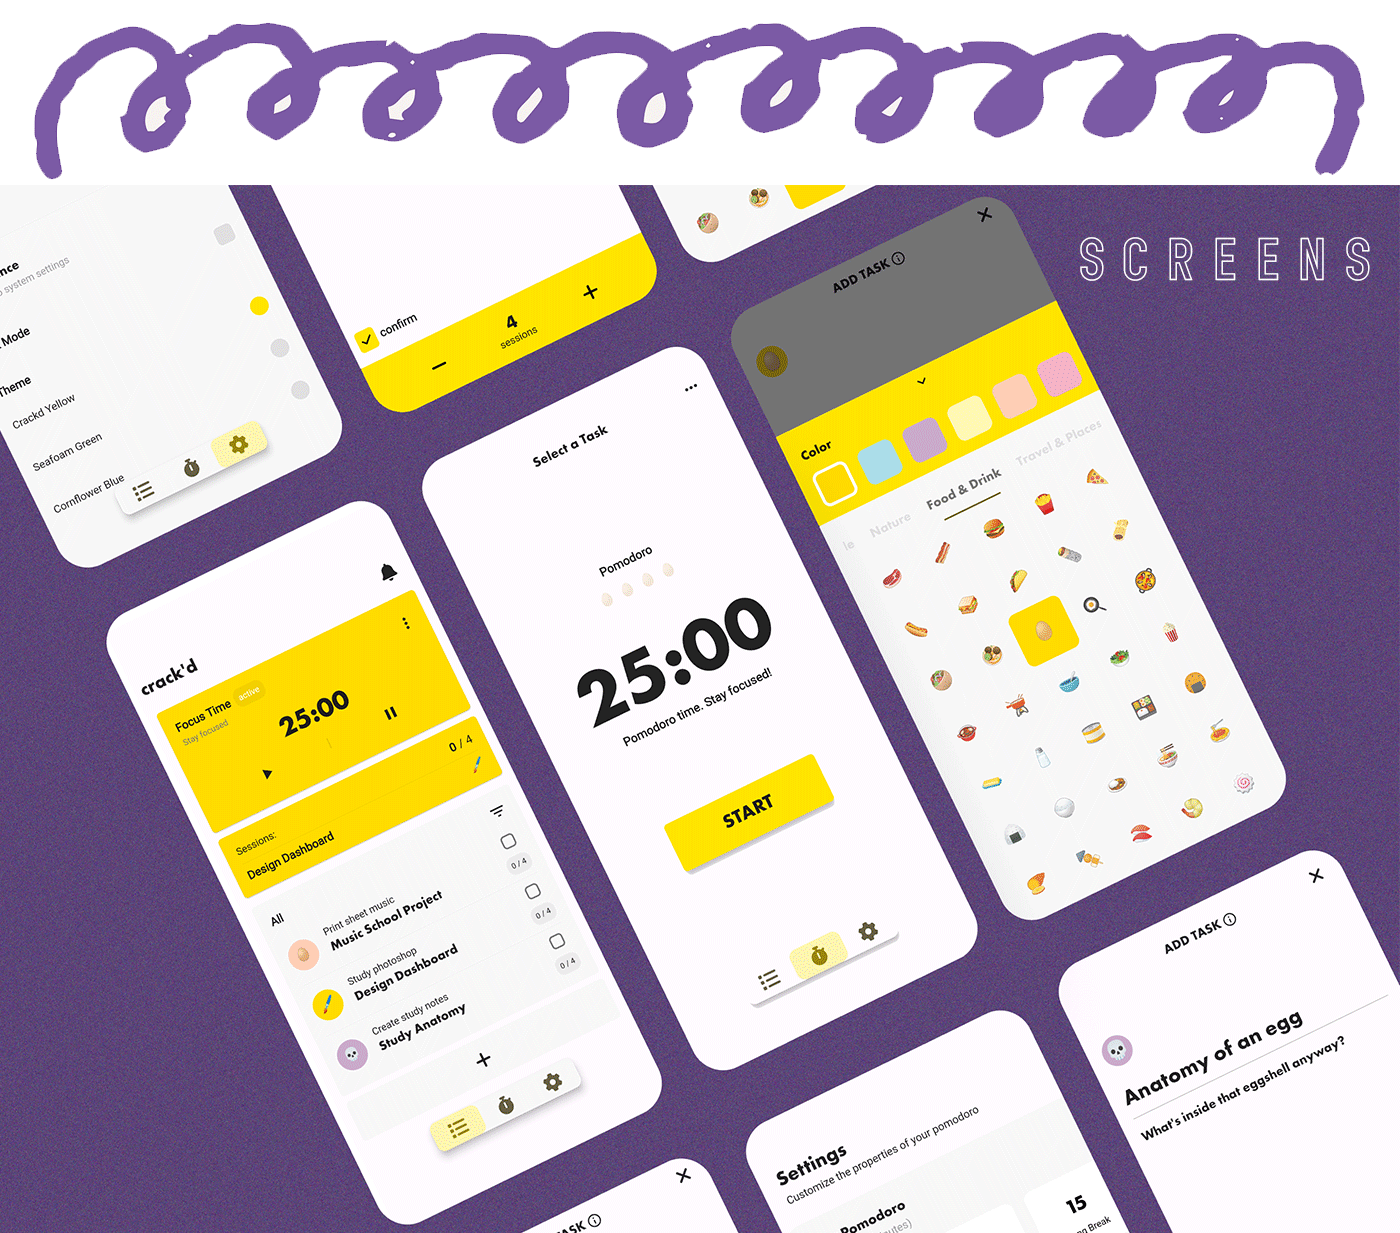 SCREENS
nce
o system settings
Mode
Theme
Crackd Yellow
Seafoam Green
Cornflower Blue
confirm
4
sessions
ADD TASK
Color
le
Nature
Food & Drink
Travel & Places
Select a Task
Pomodoro
25:00
Pomodoro time. Stay focused!
START
crack'd
Focus Time
active
Stay focused
25:00
Sessions:
0 / 4
Design Dashboard
All
Print sheet music
Music School Project
0 / 4
Study photoshop
Design Dashboard
0 / 4
Create study notes
Study Anatomy
0 / 4
ADD TASK
Anatomy of an egg
What's inside that eggshell anyway?
Settings
Customize the properties of your pomodoro
Pomodoro
nutes)
15
ng Break
ASK